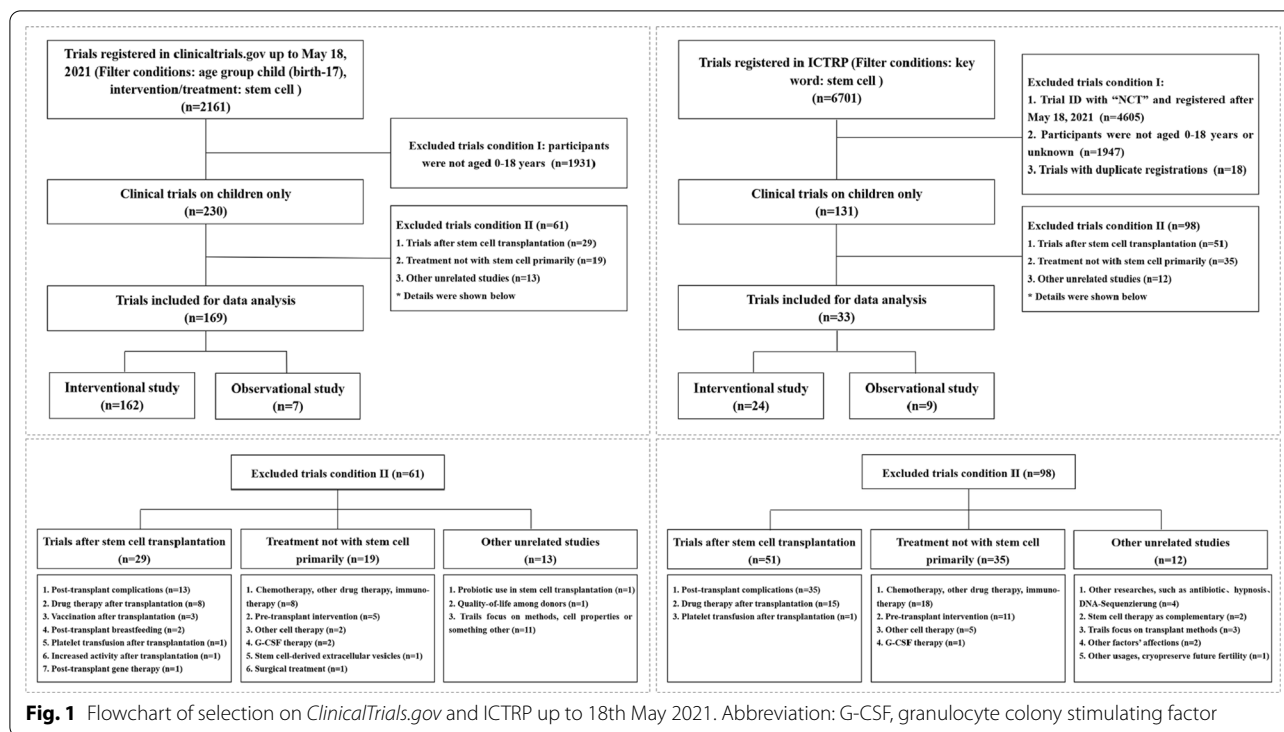 Trials registered in clinicaltrials.gov up to May 18,
2021 (Filter conditions: age group child (birth-17),
intervention/treatment: stem cell )
(n=2161)
Excluded trials condition I: participants
were not aged 0-18 years (n=1931)
Clinical trials on children only
(n=230)
Excluded trials condition II (n=61)
1. Trials after stem cell transplantation (n=29)
2. Treatment not with stem cell primarily (n=19)
3. Other unrelated studies (n=13)
* Details were shown below
Trials included for data analysis
(n=169)
Interventional study
(n=162)
Observational study
(n=7)
Trials registered in ICTRP (Filter conditions: key
word: stem cell )
(n=6701)
Excluded trials condition I:
1. Trial ID with “NCT” and registered after
May 18, 2021 (n=4605)
2. Participants were not aged 0-18 years or
unknown (n=1947)
3. Trials with duplicate registrations (n=18)
Clinical trials on children only
(n=131)
Excluded trials condition II (n=98)
1. Trials after stem cell transplantation (n=51)
2. Treatment not with stem cell primarily (n=35)
3. Other unrelated studies (n=12)
* Details were shown below
Trials included for data analysis
(n=33)
Interventional study
(n=24)
Observational study
(n=9)
Excluded trials condition II (n=61)
Trials after stem cell transplantation
(n=29)
Treatment not with stem cell
primarily (n=19)
Other unrelated studies
(n=13)
1. Post-transplant complications (n=13)
2. Drug therapy after transplantation (n=8)
3. Vaccination after transplantation (n=3)
4. Post-transplant breastfeeding (n=2)
5. Platelet transfusion after transplantation (n=1)
6. Increased activity after transplantation (n=1)
7. Post-transplant gene therapy (n=1)
1. Chemotherapy, other drug therapy, immuno-
therapy (n=8)
2. Pre-transplant intervention (n=5)
3. Other cell therapy (n=2)
4. G-CSF therapy (n=2)
5. Stem cell-derived extracellular vesicles (n=1)
6. Surgical treatment (n=1)
1. Probiotic use in stem cell transplantation (n=1)
2. Quality-of-life among donors (n=1)
3. Trails focus on methods, cell properties or
something other (n=11)
Excluded trials condition II (n=98)
Trials after stem cell transplantation
(n=51)
Treatment not with stem cell
primarily (n=35)
Other unrelated studies
(n=12)
1. Post-transplant complications (n=35)
2. Drug therapy after transplantation (n=15)
3. Platelet transfusion after transplantation (n=1)
1. Chemotherapy, other drug therapy, immuno-
therapy (n=18)
2. Pre-transplant intervention (n=11)
3. Other cell therapy (n=5)
4. G-CSF therapy (n=1)
1. Other researches, such as antibiotic、hypnosis、
DNA-Sequenzierung (n=4)
2. Stem cell therapy as complementary (n=2)
3. Trails focus on transplant methods (n=3)
4. Other factors' affections (n=2)
5. Other usages, cryopreserve future fertility (n=1)
Fig. 1 Flowchart of selection on ClinicalTrials.gov and ICTRP up to 18th May 2021. Abbreviation: G-CSF, granulocyte colony stimulating factor